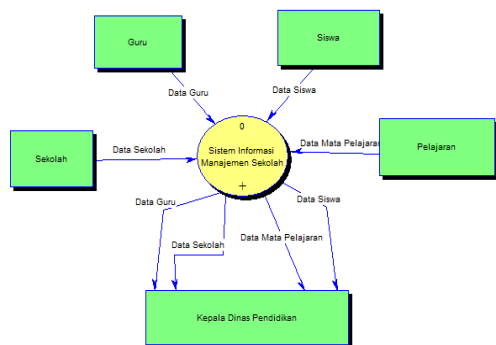 Guru
Siswa
Data Guru
Data Siswa
0
Sekolah
Data Sekolah
Sistem Informasi
Manajemen Sekolah
Data Mata Pelajaran
Pelajaran
+
Data Guru
Data Siswa
Data Sekolah
Data Mata Pelajaran
Kepala Dinas Pendidikan